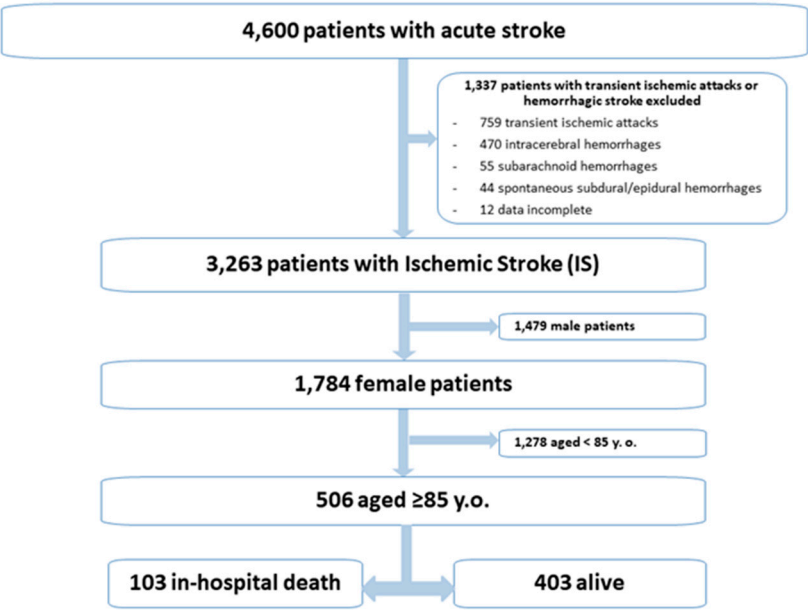 4,600 patients with acute stroke
1,337 patients with transient ischemic attacks or
hemorrhagic stroke excluded
- 759 transient ischemic attacks
- 470 intracerebral hemorrhages
- 55 subarachnoid hemorrhages
- 44 spontaneous subdural/epidural hemorrhages
- 12 data incomplete
3,263 patients with Ischemic Stroke (IS)
1,479 male patients
1,784 female patients
1,278 aged < 85 y. o.
506 aged ≥85 y.o.
103 in-hospital death
403 alive